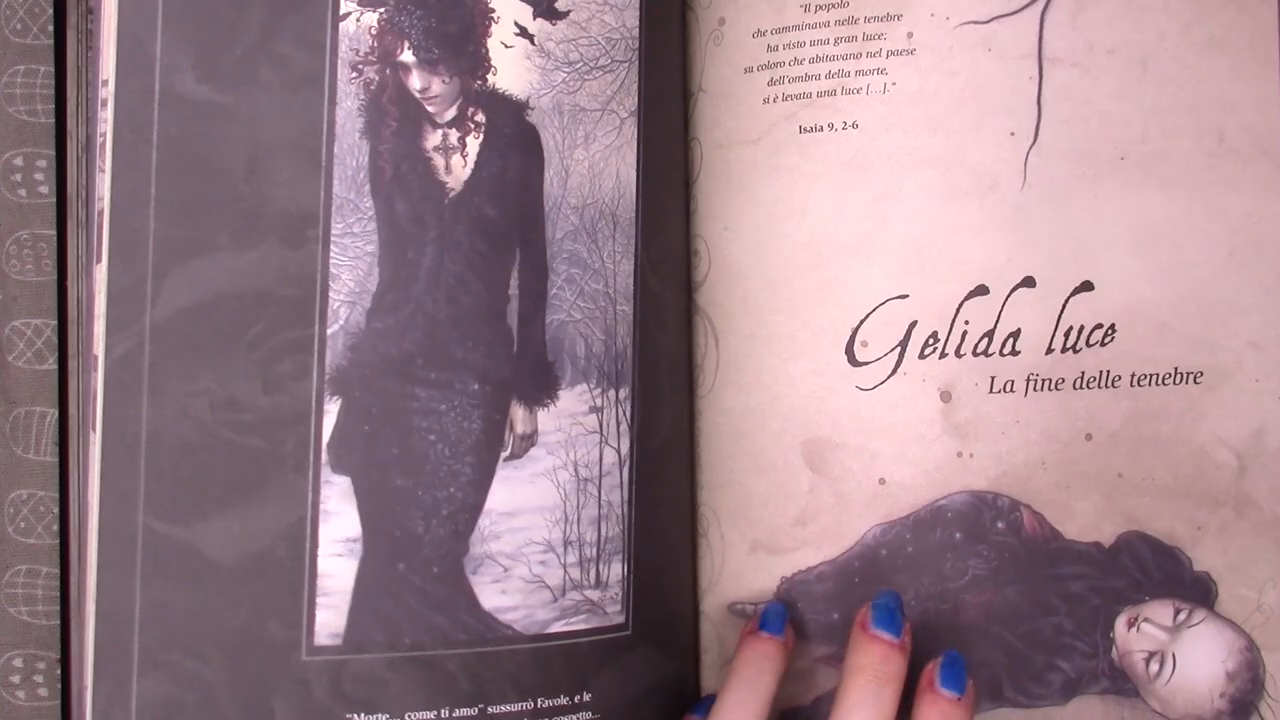 "Morte... come ti amo" sussurrò Favole, e le
cospetto...
"Il popolo
che camminava nelle tenebre
ha visto una gran luce;
su coloro che abitavano nel paese
dell'ombra della morte,
si è levata una luce [...]."
Isaia 9, 2-6
Gelida luce
La fine delle tenebre